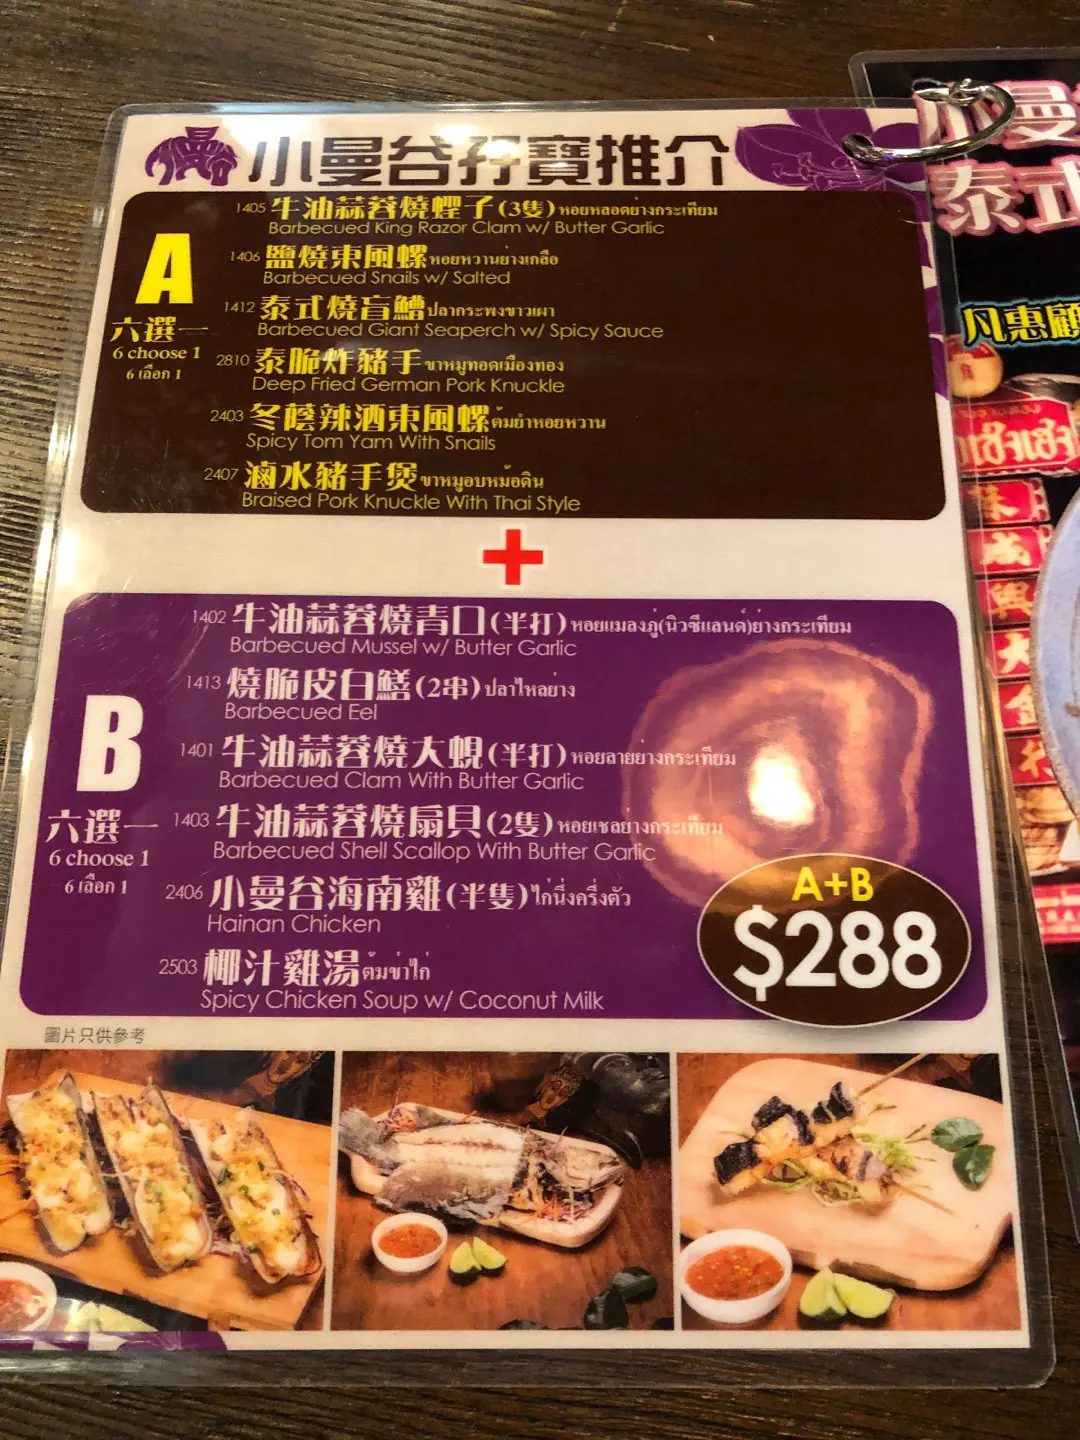 小曼谷孖寶推介
A
六選一
6 choose 1
6 เลือก 1
1405 牛油蒜蓉燒蟶子(3隻)หอยหลอดย่างกระเทียม
Barbecued King Razor Clam w/ Butter Garlic
1406 鹽燒東風螺หอยหวานย่างเกลือ
Barbecued Snails w/ Salted
1412 泰式燒盲鰽ปลากระพงขาวเผา
Barbecued Giant Seaperch w/ Spicy Sauce
2810 泰脆炸豬手ขาหมูทอดเมืองทอง
Deep Fried German Pork Knuckle
2403 冬蔭辣酒東風螺ต้มยำหอยหวาน
Spicy Tom Yam With Snails
2407 滷水豬手煲ขาหมูอบหม้อดิน
Braised Pork Knuckle With Thai Style
+
B
六選一
6 choose 1
6 เลือก 1
1402 牛油蒜蓉燒青口(半打)หอยแมลงภู่(นิวซีแลนด์)ย่างกระเทียม
Barbecued Mussel w/ Butter Garlic
1413 燒脆皮白鱔(2串)ปลาไหลย่าง
Barbecued Eel
1401 牛油蒜蓉燒大蜆(半打)หอยลายย่างกระเทียม
Barbecued Clam With Butter Garlic
1403 牛油蒜蓉燒扇貝(2隻)หอยเชลย่างกระเทียม
Barbecued Shell Scallop With Butter Garlic
2406 小曼谷海南雞(半隻)ไก่นึ่งครึ่งตัว
Hainan Chicken
2503 椰汁雞湯ต้มข่าไก่
Spicy Chicken Soup w/ Coconut Milk
A+B
$288
圖片只供參考
小曼
泰式
凡惠顧